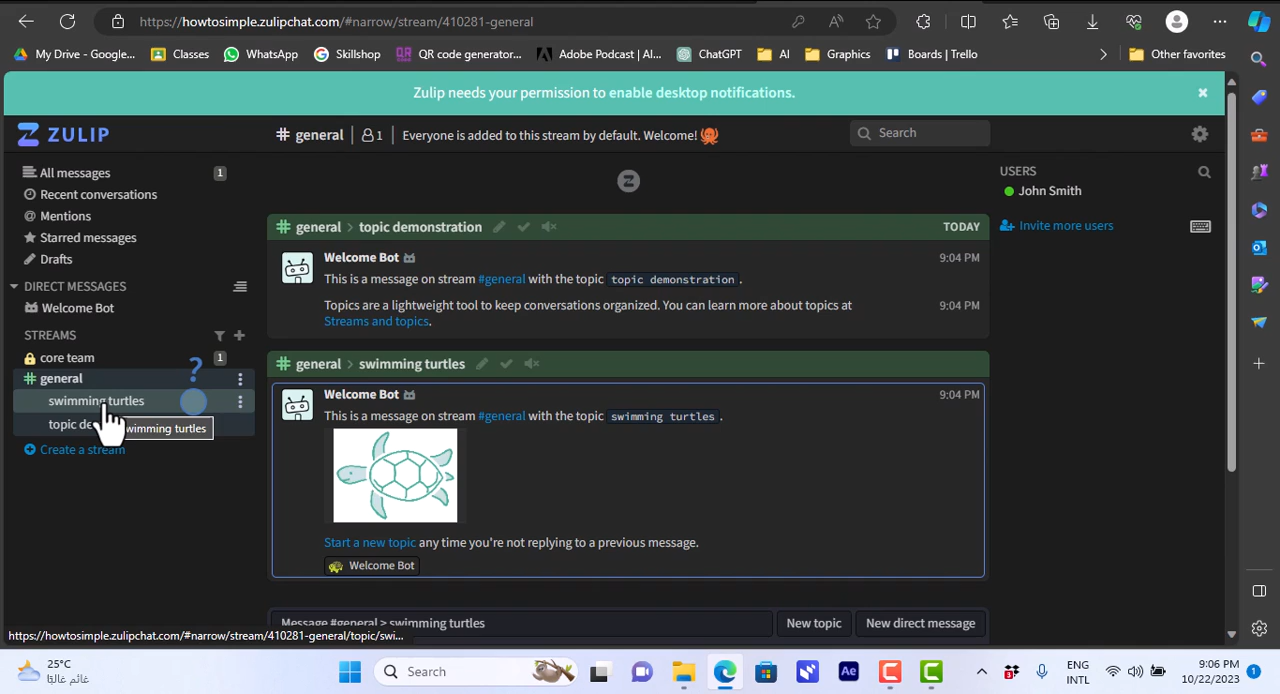 https://howtosimple.zulipchat.com/#narrow/stream/410281-general
My Drive - Google...
Classes
WhatsApp
Skillshop
QR code generator...
Adobe Podcast | Al...
ChatGPT
AI
Graphics
Boards | Trello
Other favorites
Zulip needs your permission to enable desktop notifications.
ZULIP
# general
1
Everyone is added to this stream by default. Welcome!
Search
All messages
1
Recent conversations
Mentions
Starred messages
Drafts
DIRECT MESSAGES
Welcome Bot
STREAMS
core team
1
# general
?
swimming turtles
topic de
wimming turtles
Create a stream
# general > topic demonstration
TODAY
Welcome Bot
9:04 PM
This is a message on stream #general with the topic topic demonstration .
Topics are a lightweight tool to keep conversations organized. You can learn more about topics at
9:04 PM
Streams and topics.
# general > swimming turtles
Welcome Bot
9:04 PM
This is a message on stream #general with the topic swimming turtles .
Start a new topic any time you're not replying to a previous message.
Welcome Bot
Message #general > swimming turtles
New topic
New direct message
USERS
John Smith
Invite more users
https://howtosimple.zulipchat.com/#narrow/stream/410281-general/topic/swi...
25°C
غائم غالبًا
Search
Ae
3
ENG
INTL
9:06 PM
10/22/2023
1